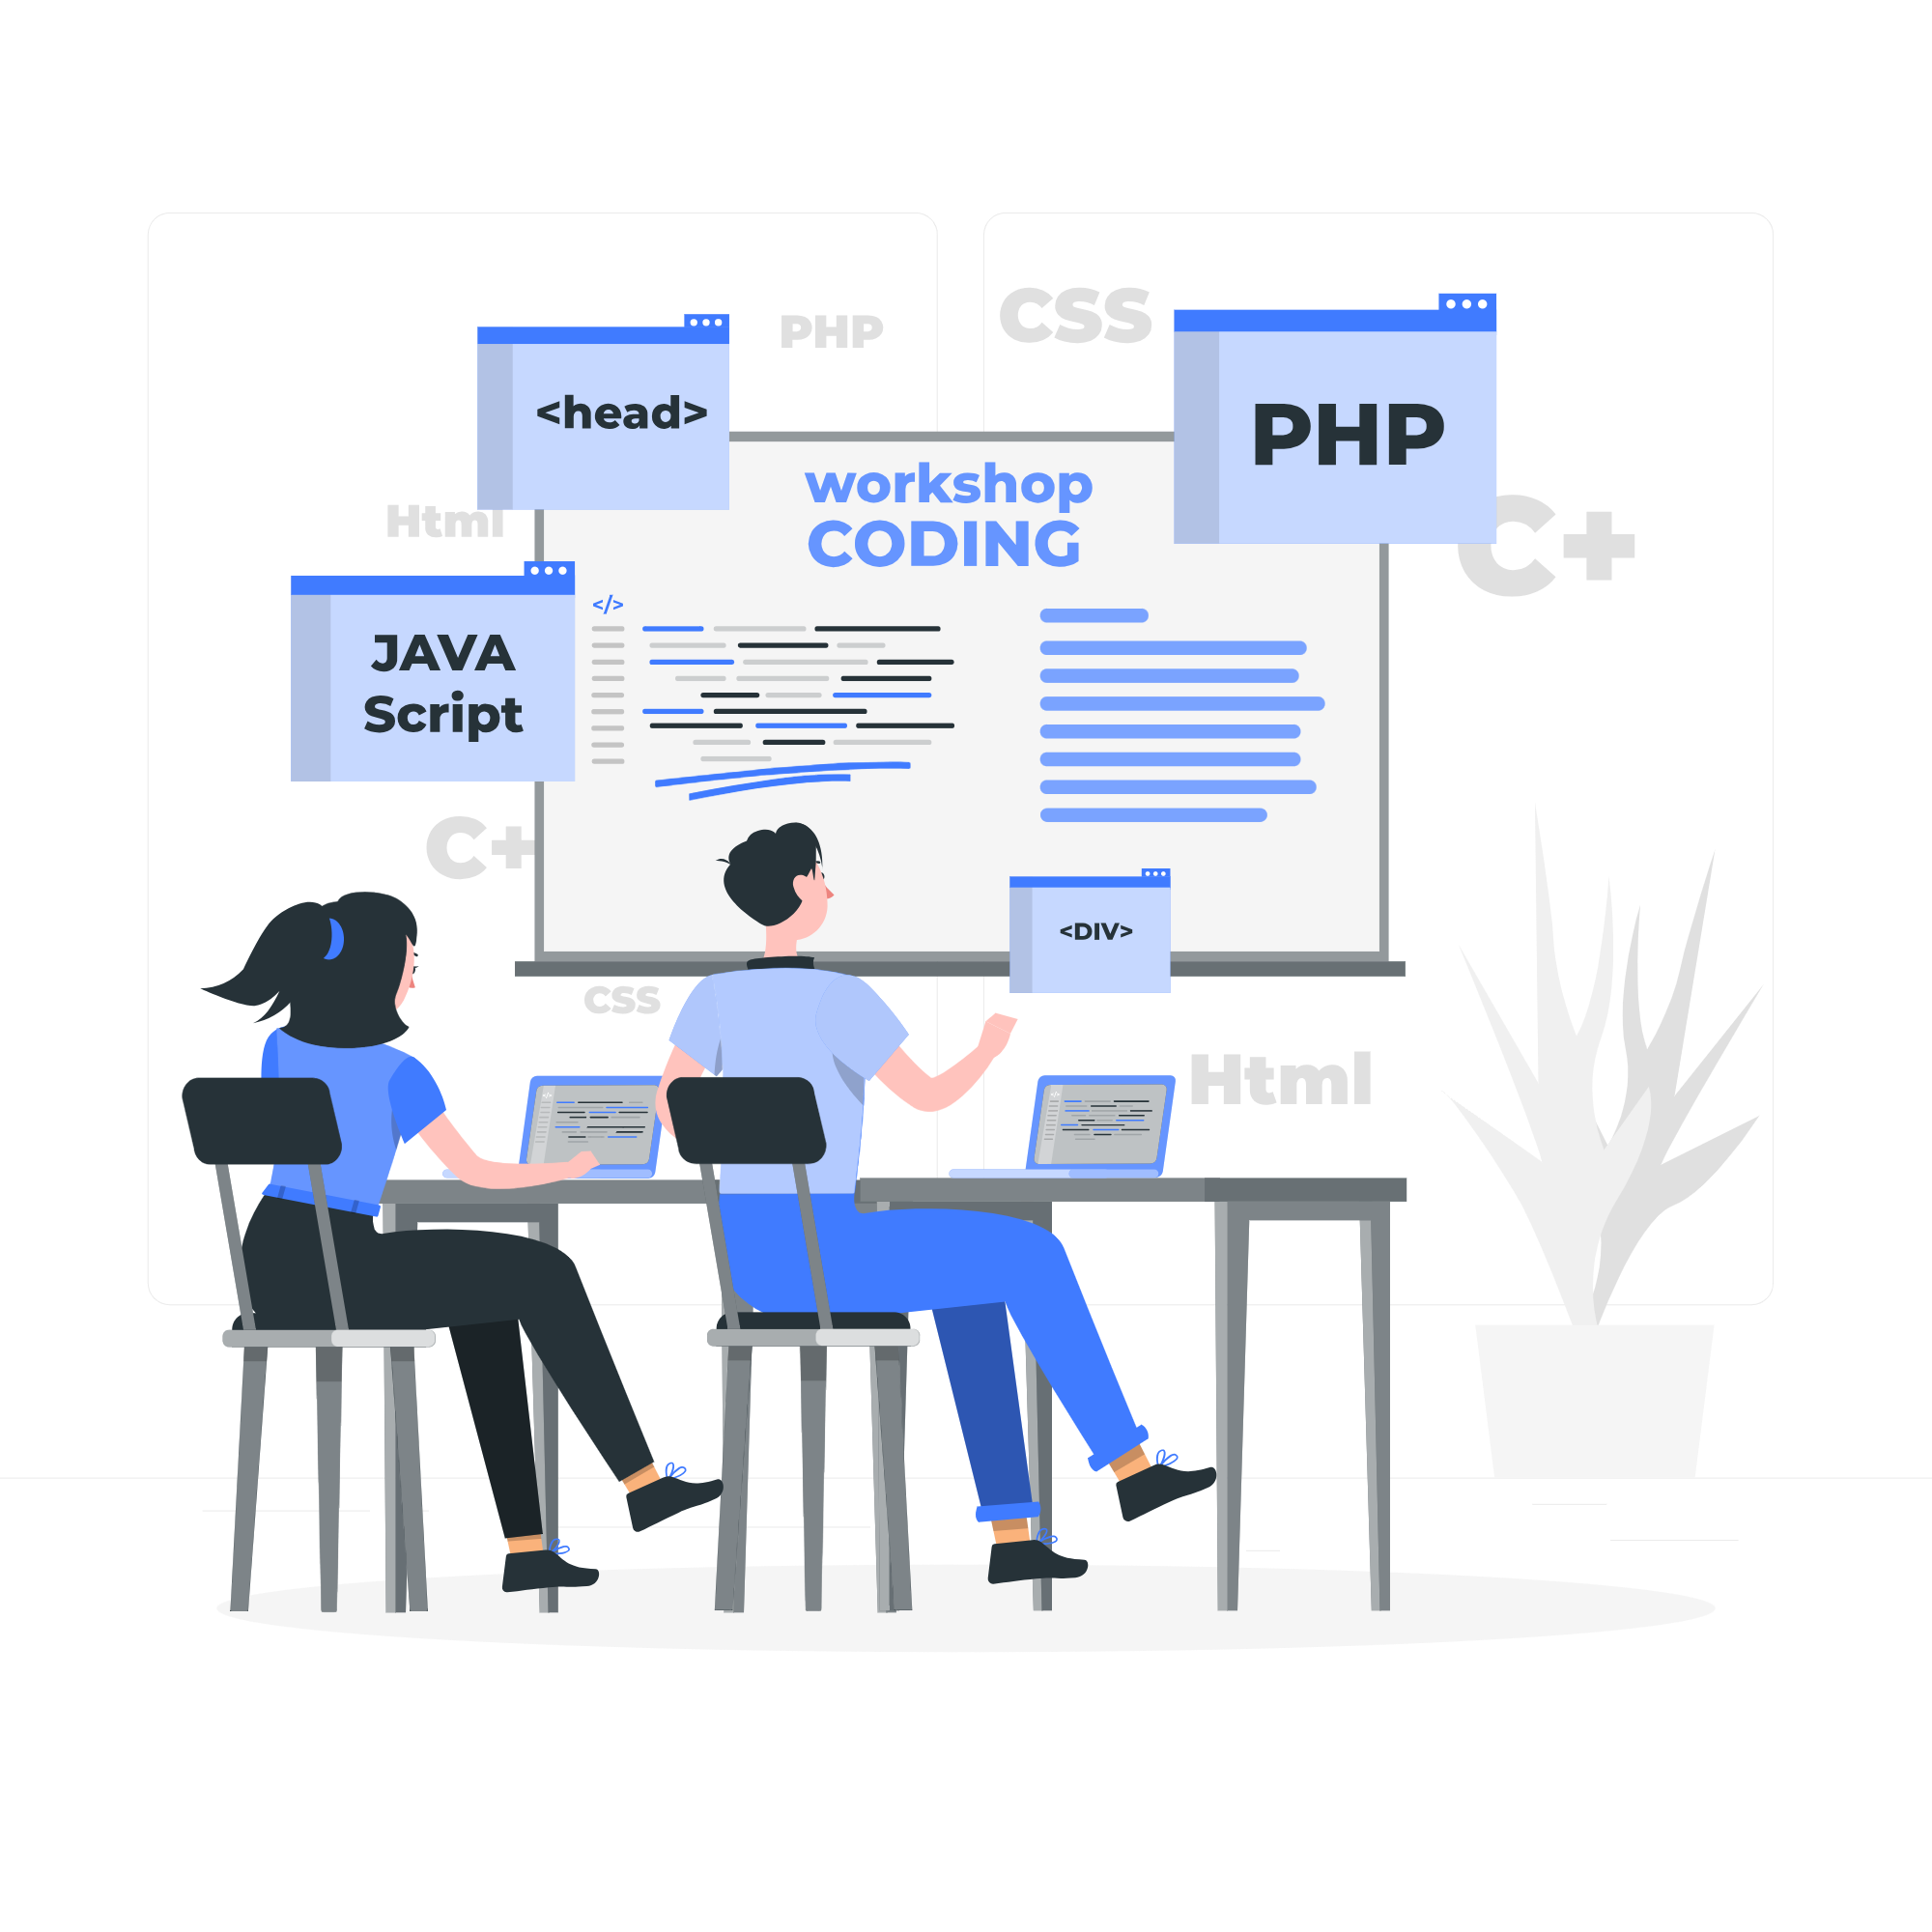 PHP
CSS
<head>
PHP
workshop
CODING
Html
C+
</>
JAVA
Script
C+
<DIV>
CSS
Html